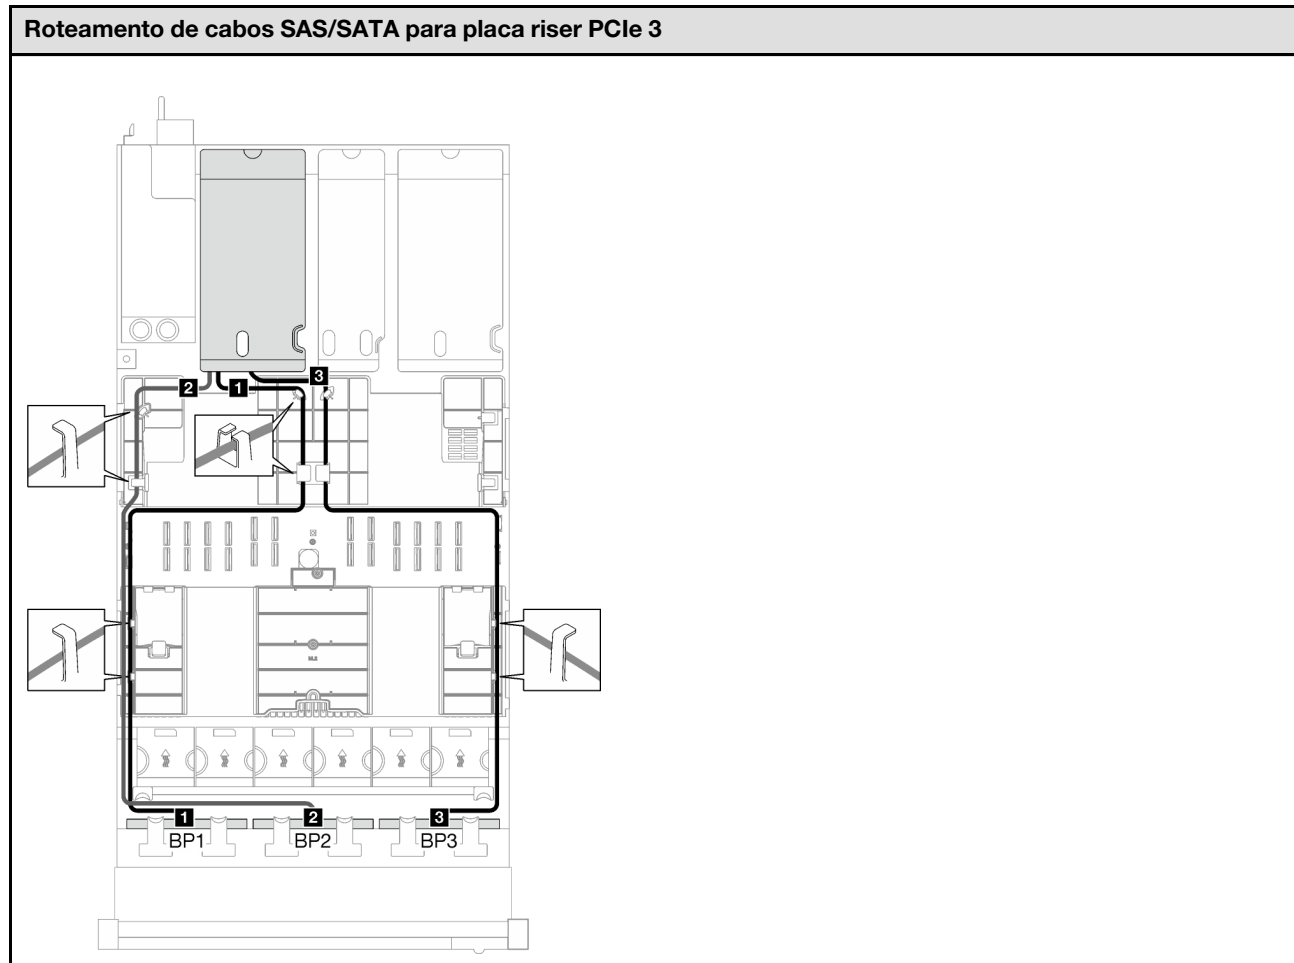 Roteamento de cabos SAS/SATA para placa riser PCIe 3
2 1 3
1 2 3
BP1 BP2 BP3